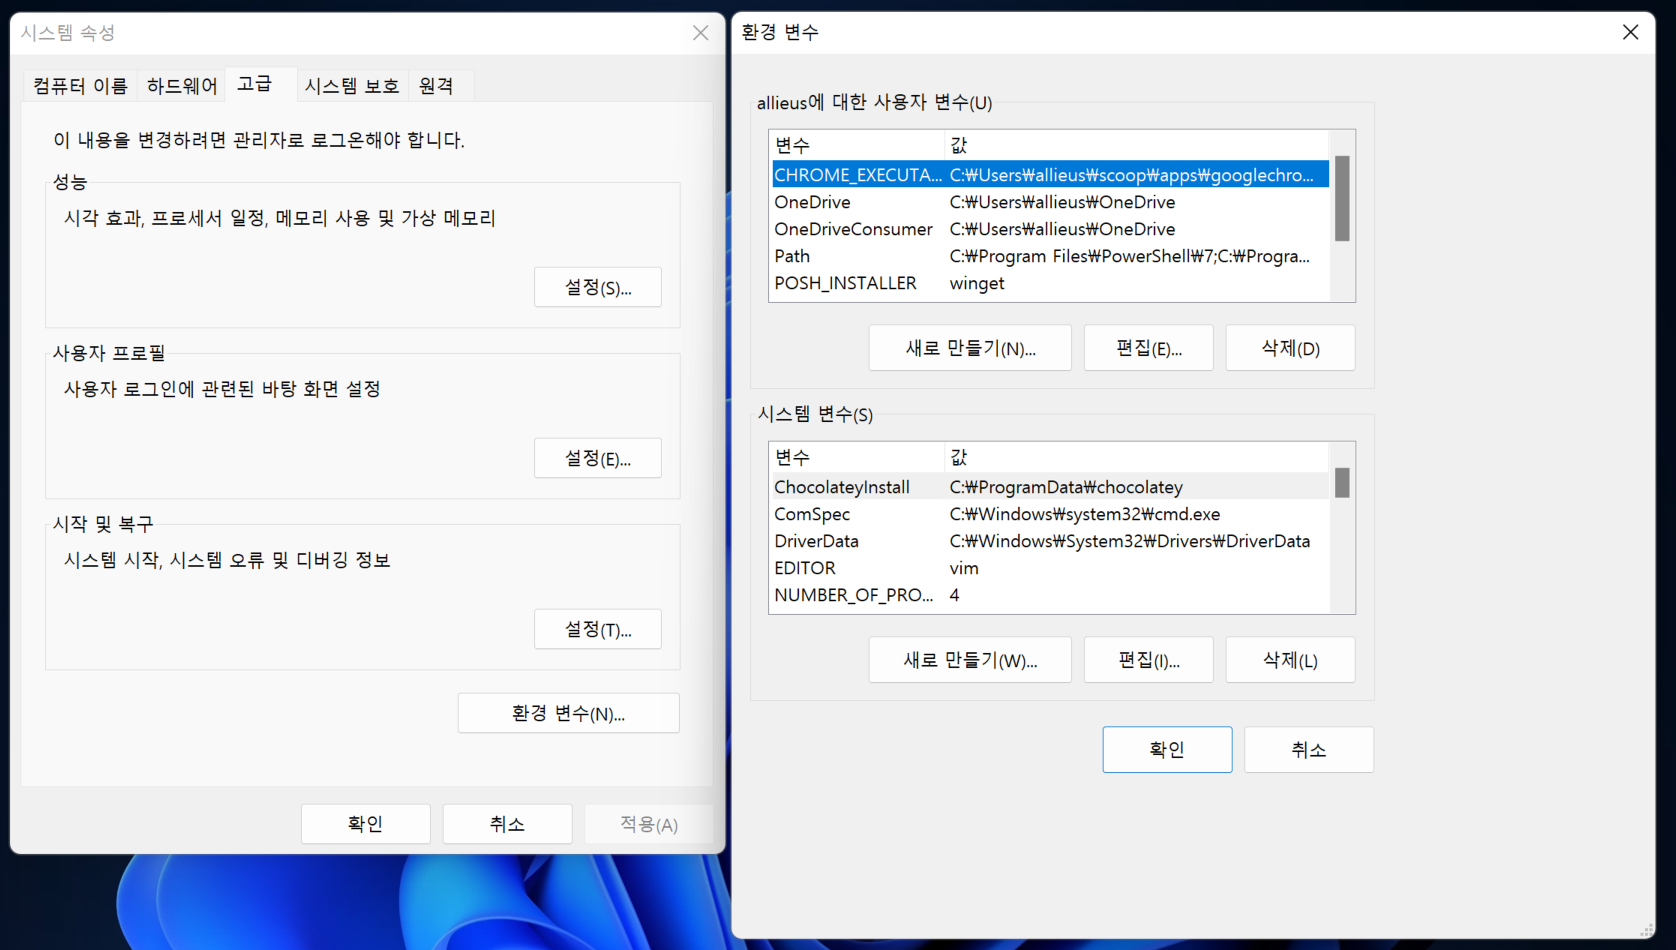 시스템 속성
컴퓨터 이름 하드웨어 고급 시스템 보호 원격
이 내용을 변경하려면 관리자로 로그온해야 합니다.
성능
시각 효과, 프로세서 일정, 메모리 사용 및 가상 메모리
설정(S)...
사용자 프로필
사용자 로그인에 관련된 바탕 화면 설정
설정(E)...
시작 및 복구
시스템 시작, 시스템 오류 및 디버깅 정보
설정(T)...
환경 변수(N)...
확인 취소 적용(A)
환경 변수
allieus에 대한 사용자 변수(U)
변수 값
CHROME_EXECUTA... C:₩Users₩allieus₩scoop₩apps₩googlechro...
OneDrive C:₩Users₩allieus₩OneDrive
OneDriveConsumer C:₩Users₩allieus₩OneDrive
Path C:₩Program Files₩PowerShell₩7;C:₩Progra...
POSH_INSTALLER winget
새로 만들기(N)... 편집(E)... 삭제(D)
시스템 변수(S)
변수 값
ChocolateyInstall C:₩ProgramData₩chocolatey
ComSpec C:₩Windows₩system32₩cmd.exe
DriverData C:₩Windows₩System32₩Drivers₩DriverData
EDITOR vim
NUMBER_OF_PRO... 4
새로 만들기(W)... 편집(I)... 삭제(L)
확인 취소